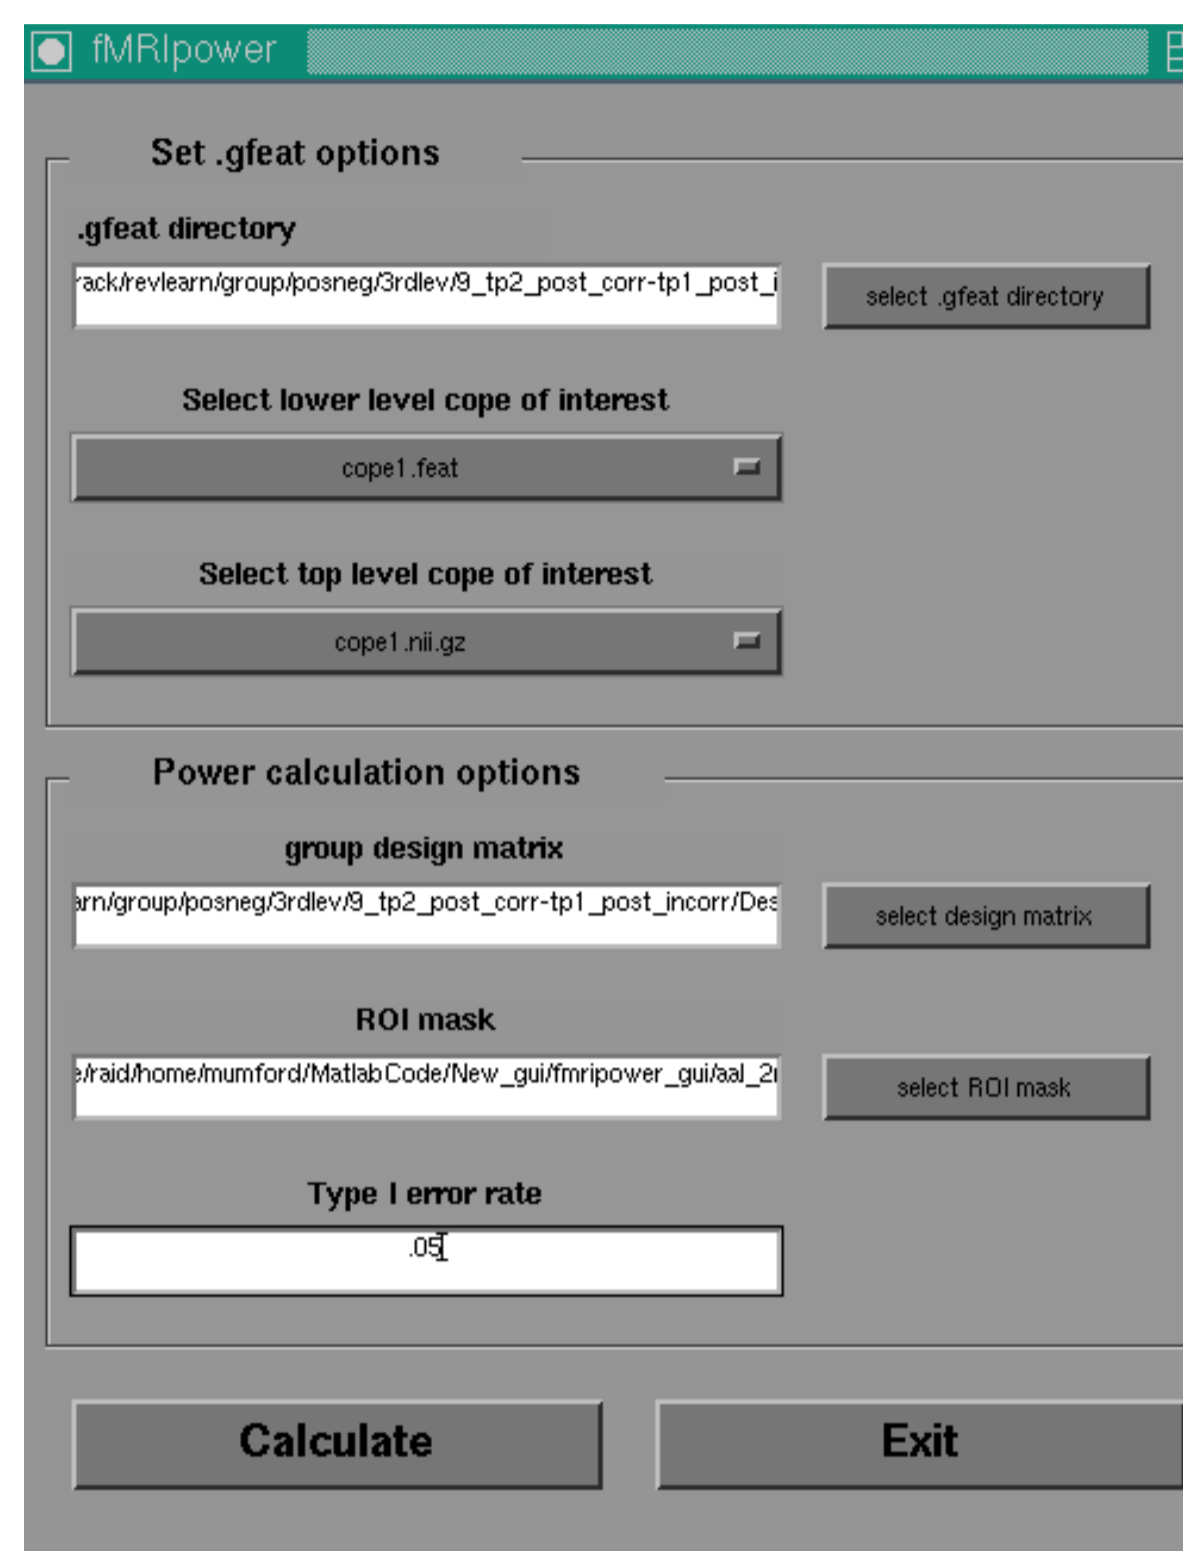 fMRIpower
Set .gfeat options
.gfeat directory
rack/revlearn/group/posneg/3rdlev/9_tp2_post_corr-tp1_post_i
select .gfeat directory
Select lower level cope of interest
cope1.feat
Select top level cope of interest
cope1.nii.gz
Power calculation options
group design matrix
arn/group/posneg/3rdlev/9_tp2_post_corr-tp1_post_incorr/Des
select design matrix
ROI mask
e/raid/home/mumford/MatlabCode/New_gui/fmripower_gui/aal_2
select ROI mask
Type I error rate
.05
Calculate
Exit